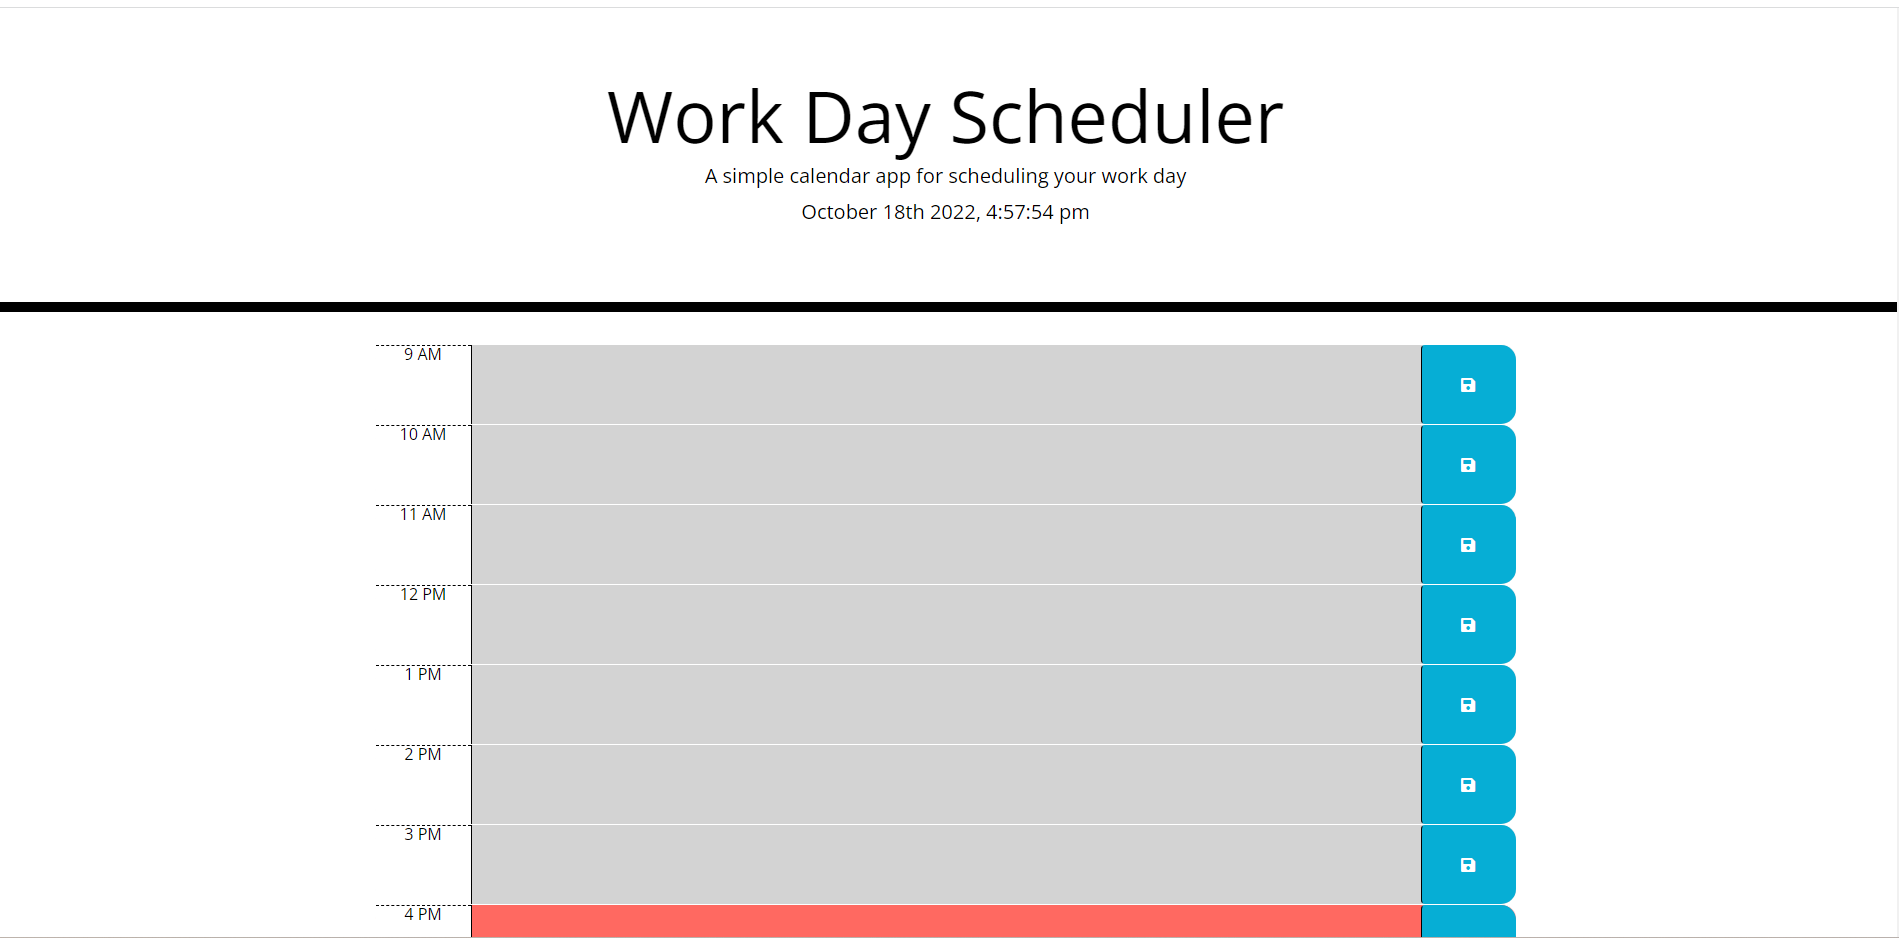 Work Day Scheduler
A simple calendar app for scheduling your work day
October 18th 2022, 4:57:54 pm
9 AM
10 AM
11 AM
12 PM
1 PM
2 PM
3 PM
4 PM